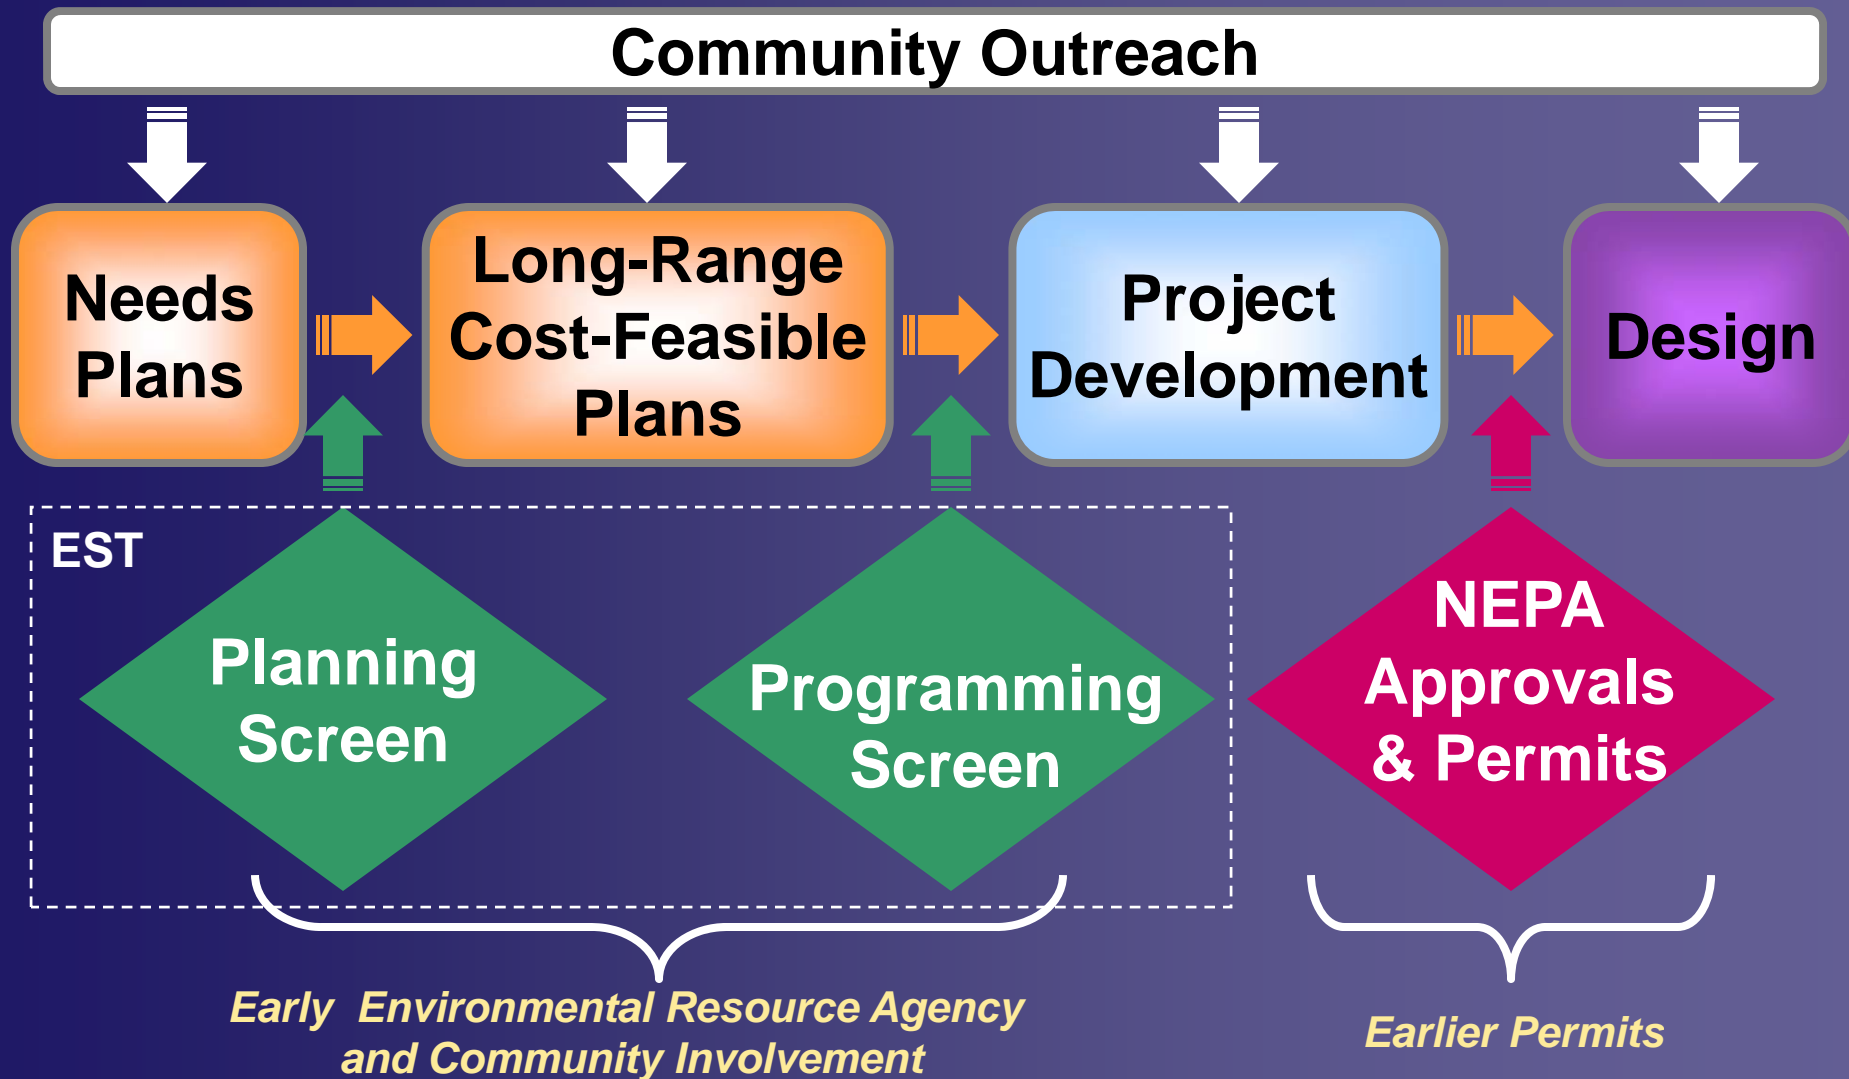 Community Outreach
Needs
Plans
Long-Range
Cost-Feasible
Plans
Project
Development
Design
EST
Planning
Screen
Programming
Screen
NEPA
Approvals
& Permits
Early Environmental Resource Agency
and Community Involvement
Earlier Permits